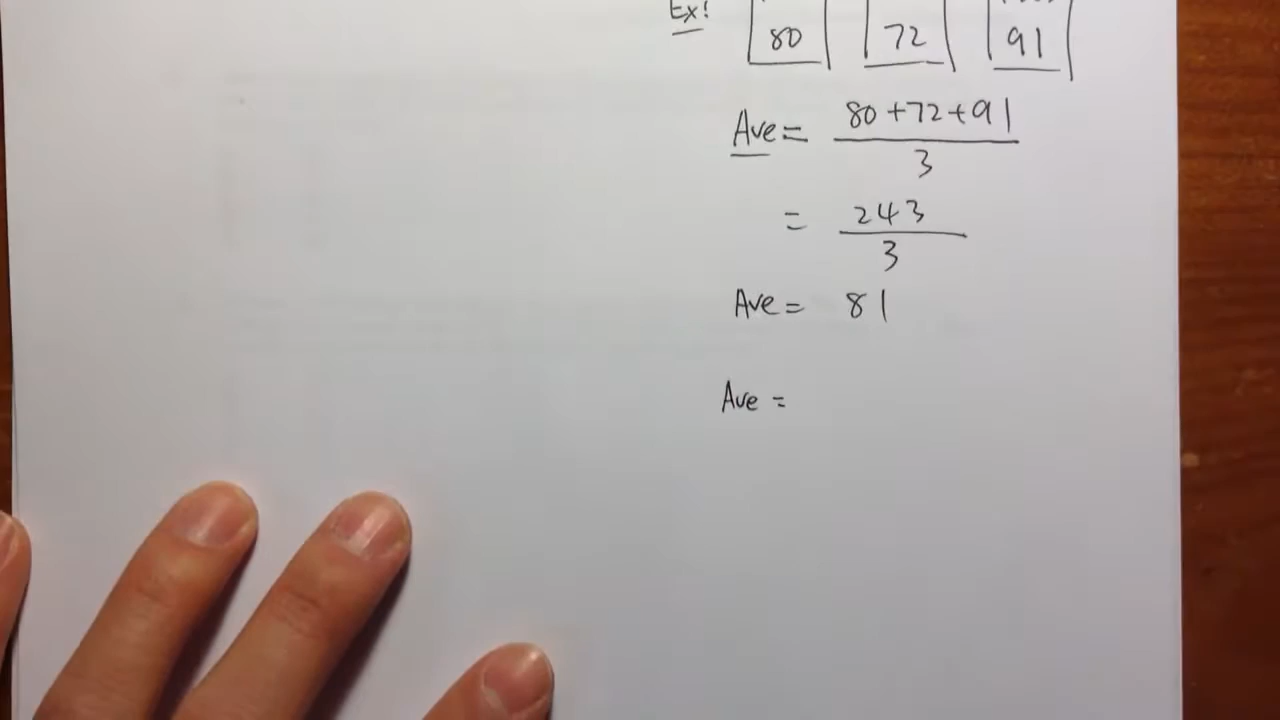 Ex:
80 72 91
Ave = 80+72+91
3
= 243
3
Ave = 81
Ave =